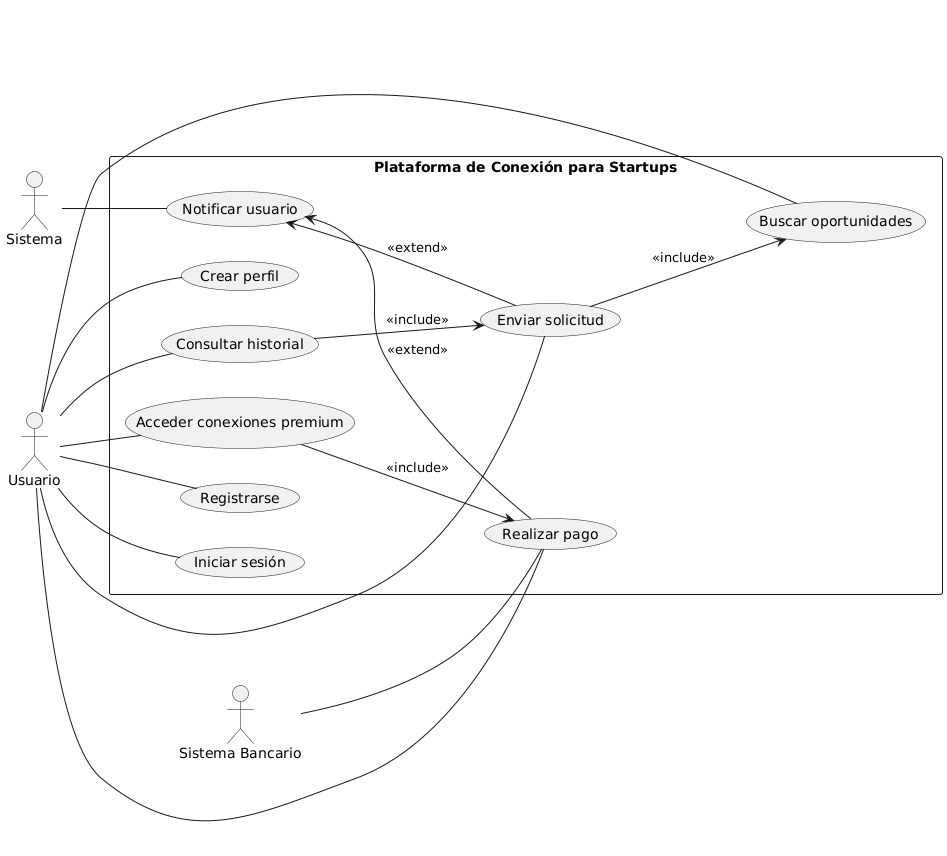 Plataforma de Conexión para Startups
Sistema
Notificar usuario
Buscar oportunidades
«extend»
«include»
Crear perfil
Enviar solicitud
«include»
Consultar historial
«extend»
Acceder conexiones premium
«include»
Usuario
Registrarse
Realizar pago
Iniciar sesión
Sistema Bancario